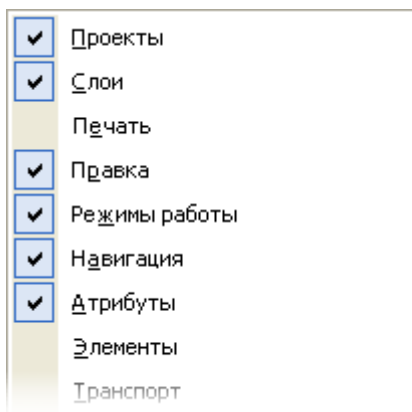 Проекты
Слои
Печать
Правка
Режимы работы
Навигация
Атрибуты
Элементы
Транспорт